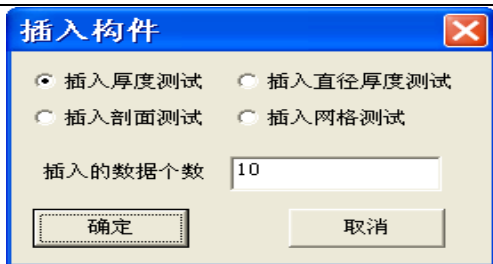 插入构件
插入厚度测试 插入直径厚度测试
插入剖面测试 插入网格测试
插入的数据个数 10
确定 取消